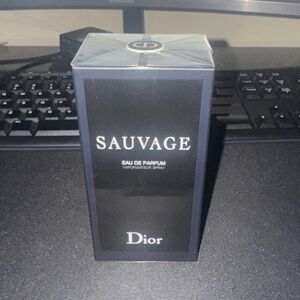 SAUVAGE
EAU DE PARFUM
VAPORISATEUR SPRAY
Dior